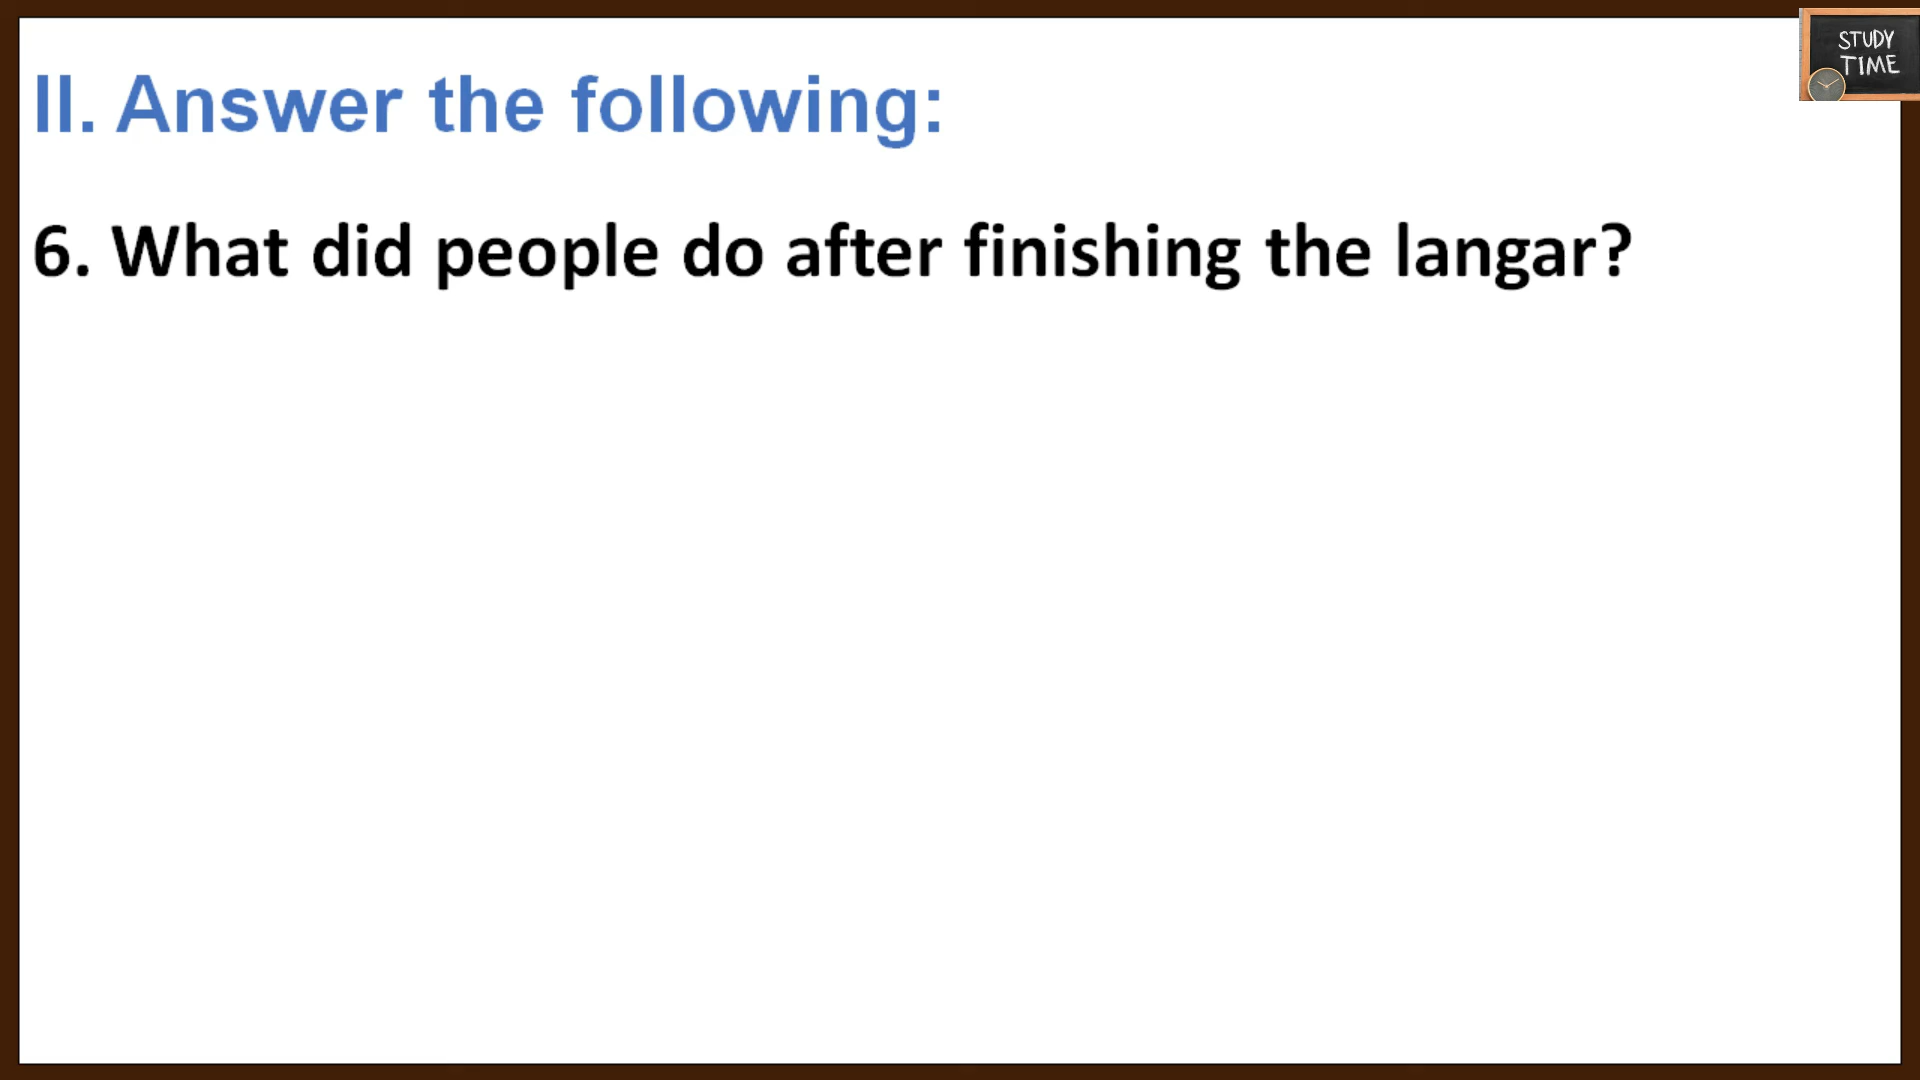 STUDY
TIME
II. Answer the following:
6. What did people do after finishing the langar?